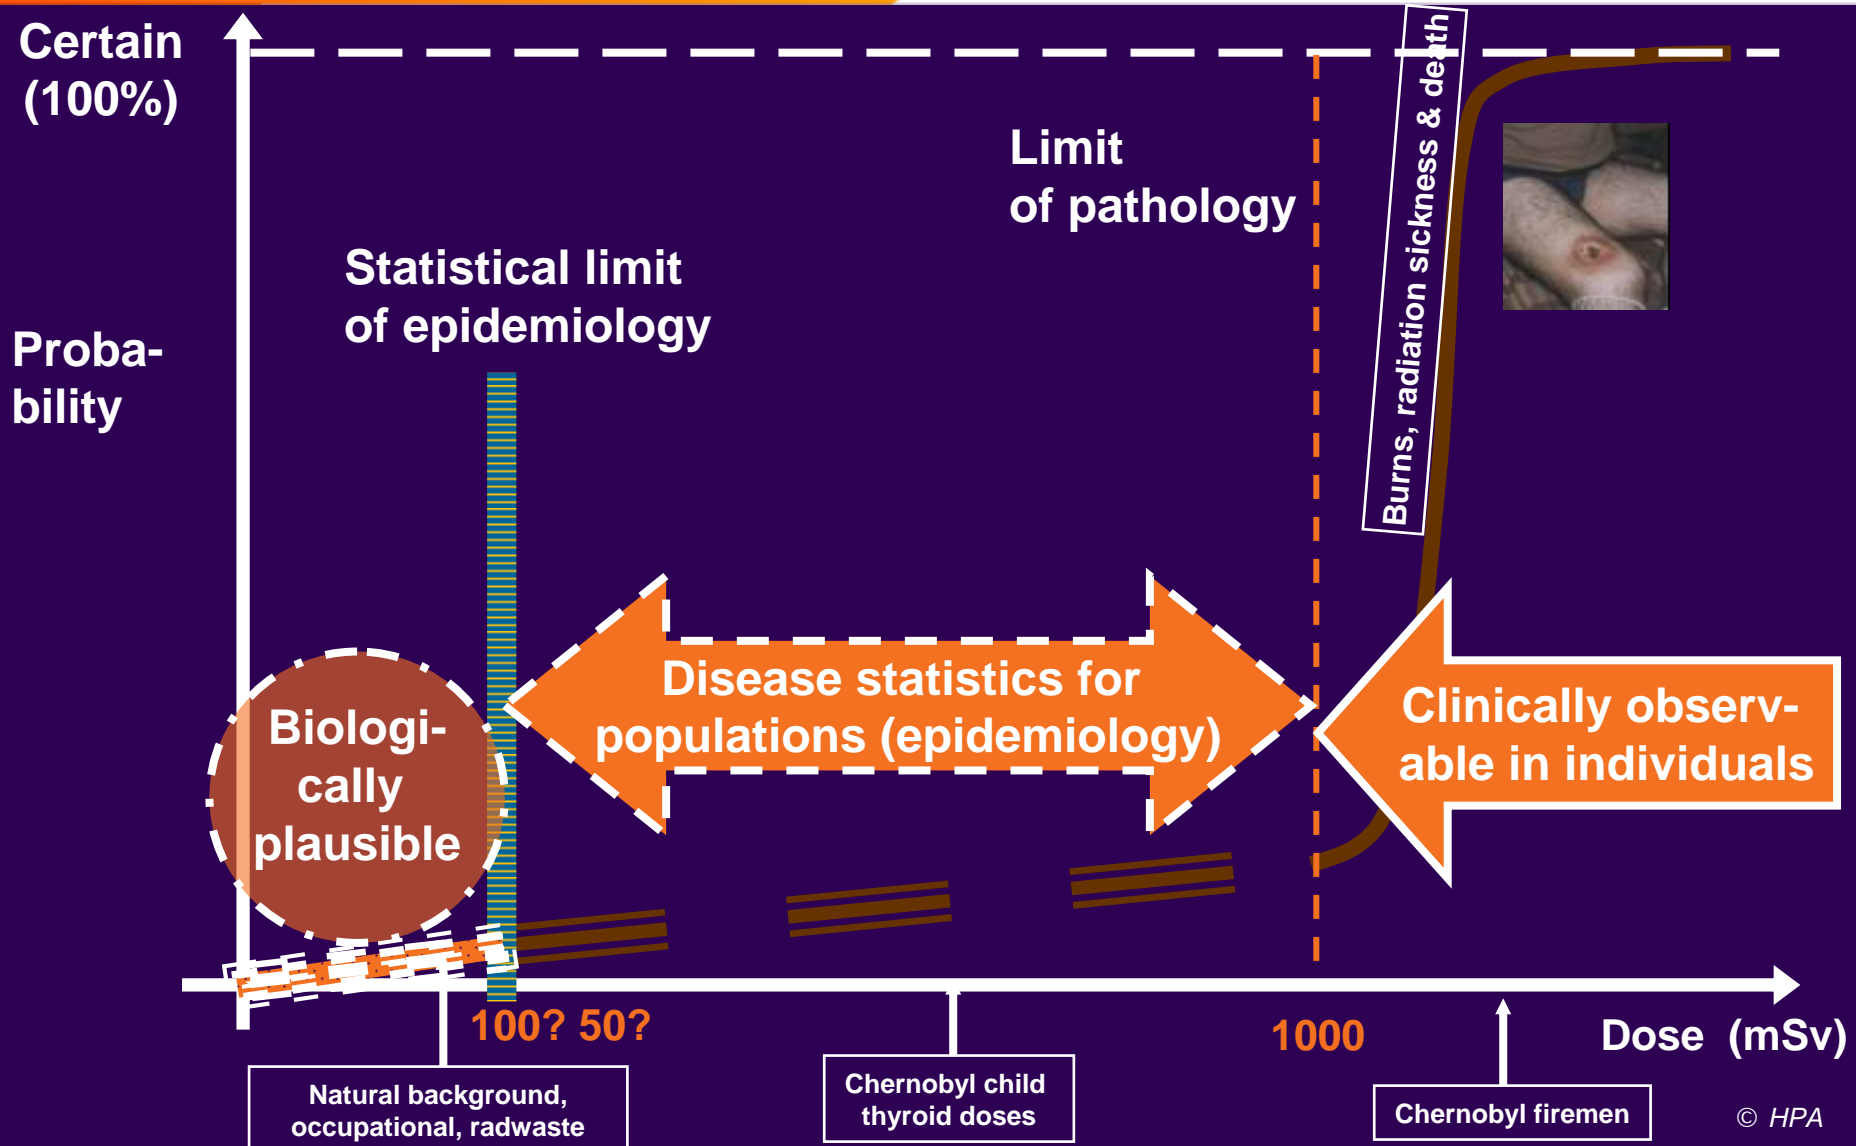 Certain
(100%)
Limit
of pathology
Burns, radiation sickness & death
Statistical limit
of epidemiology
Proba-
bility
Disease statistics for
populations (epidemiology)
Clinically observ-
able in individuals
Biologi-
cally
plausible
100? 50?
1000
Dose (mSv)
Natural background,
occupational, radwaste
Chernobyl child
thyroid doses
Chernobyl firemen
© HPA